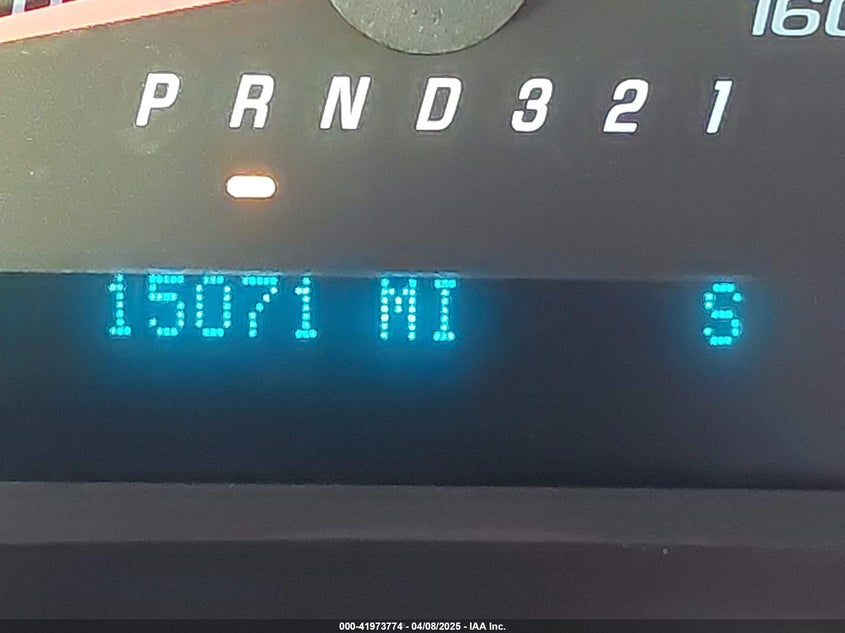 160
P R N D 3 2 1
15071 MI S
000-41973774 - 04/08/2025 - IAA Inc.